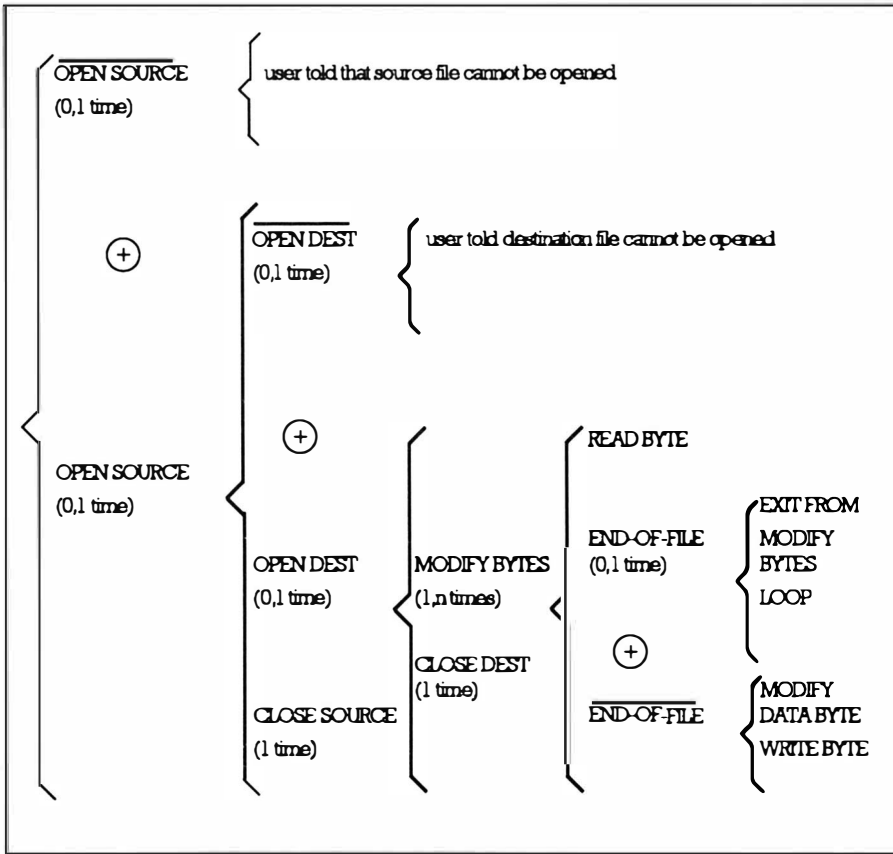 OPEN SOURCE
(0,1 time)
user told that source file cannot be opened
+
OPEN SOURCE
(0,1 time)
OPEN DEST
(0,1 time)
user told destination file cannot be opened
+
OPEN DEST
(0,1 time)
CLOSE SOURCE
(1 time)
MODIFY BYTES
(1,n times)
CLOSE DEST
(1 time)
READ BYTE
END-OF-FILE
(0,1 time)
EXIT FROM
MODIFY
BYTES
LOOP
+
END-OF-FILE
MODIFY
DATA BYTE
WRITE BYTE